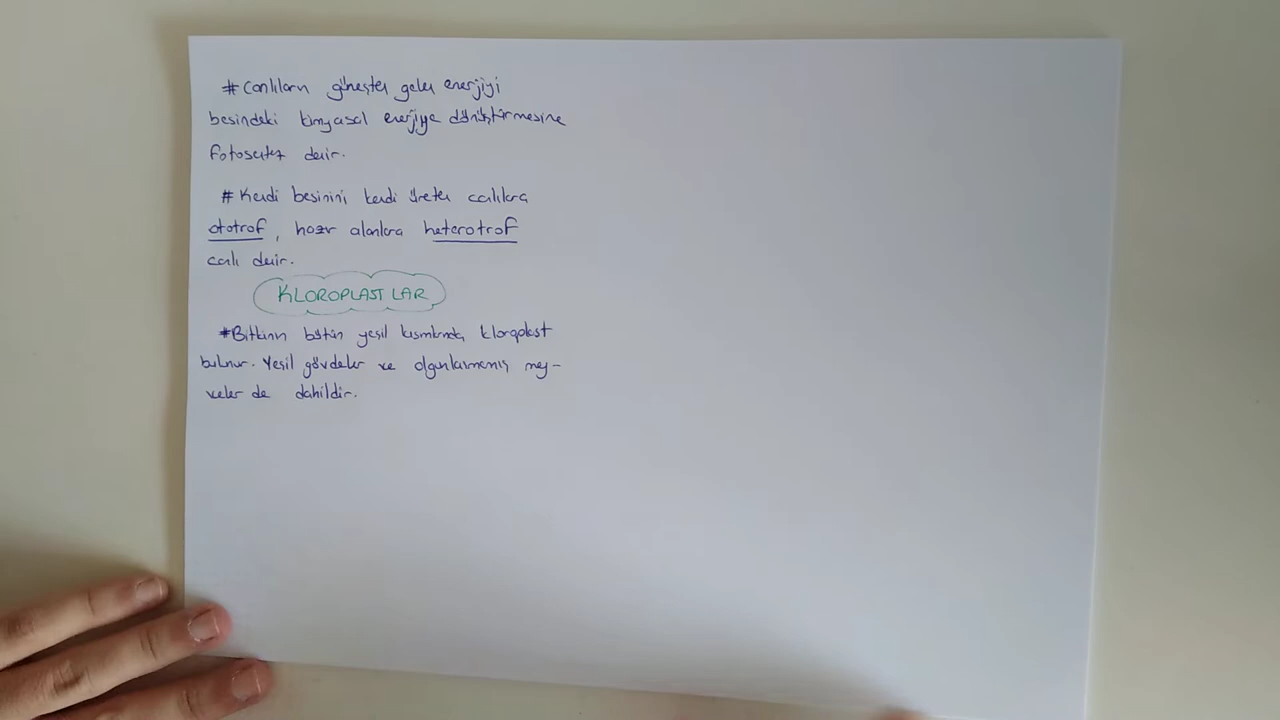 # Canlıların güneşten gelen enerjiyi
besindeki kimyasal enerjiye dönüştürmesine
fotosentez denir.
# Kendi besinini kendi üreten canlılara
ototrof, hazır alanlara heterotrof
canlı denir.
KLOROPLASTLAR
#Bitkinin bütün yeşil kısımlarında kloroplast
bulunur. Yeşil gövdeler ve olgunlaşmamış mey-
veler de dahildir.